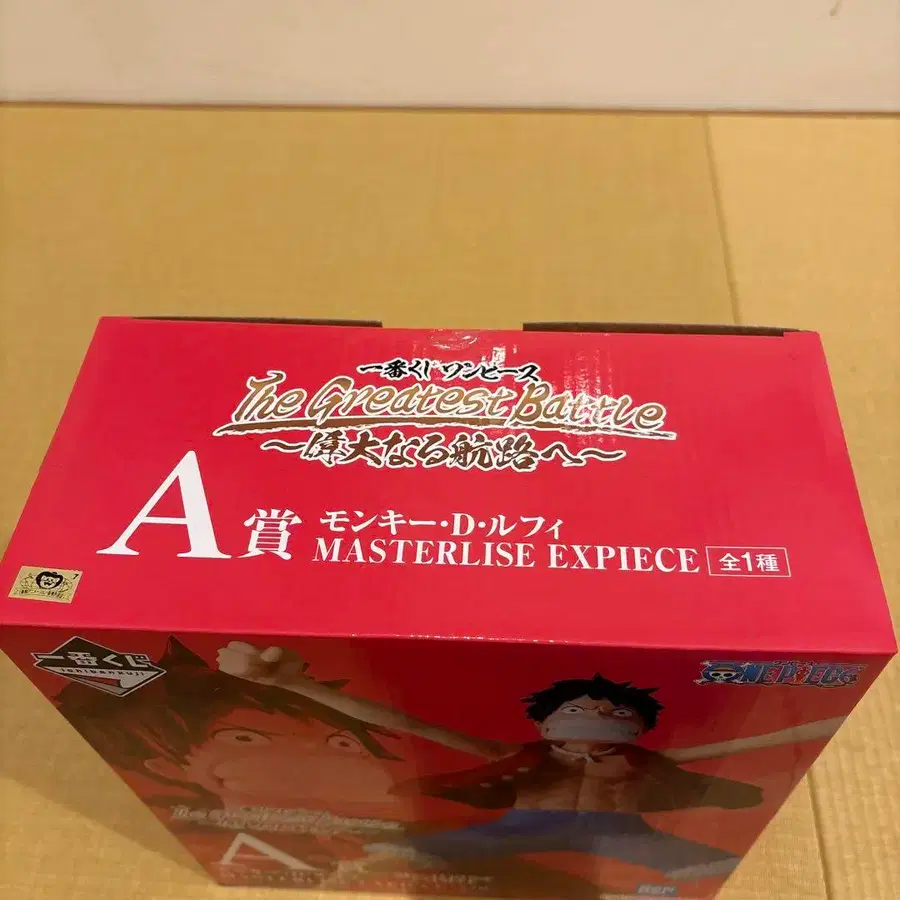 一番くじ ワンピース
The Greatest Battle
～偉大なる航路へ～
A賞 モンキー・D・ルフィ
MASTERLISE EXPIECE 全1種
一番くじ
ichibankuji
ONE PIECE
A